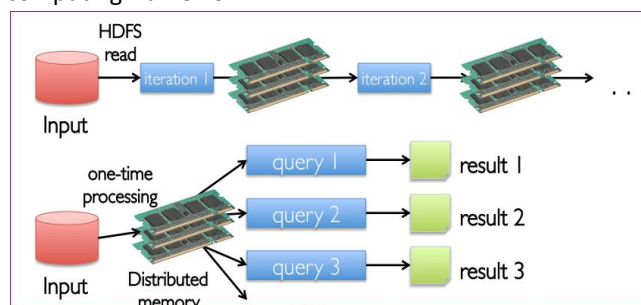 HDFS
read
iteration 1
iteration 2
. .
Input
one-time
processing
query 1
result 1
query 2
result 2
query 3
result 3
Input
Distributed
memory